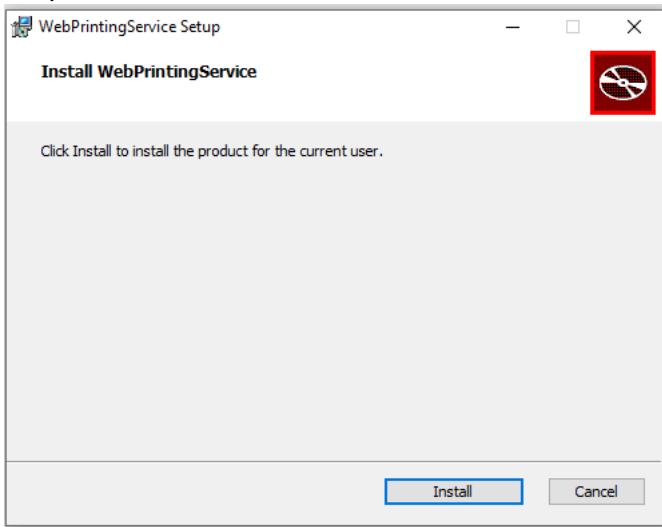 WebPrintingService Setup
Install WebPrintingService
Click Install to install the product for the current user.
Install
Cancel